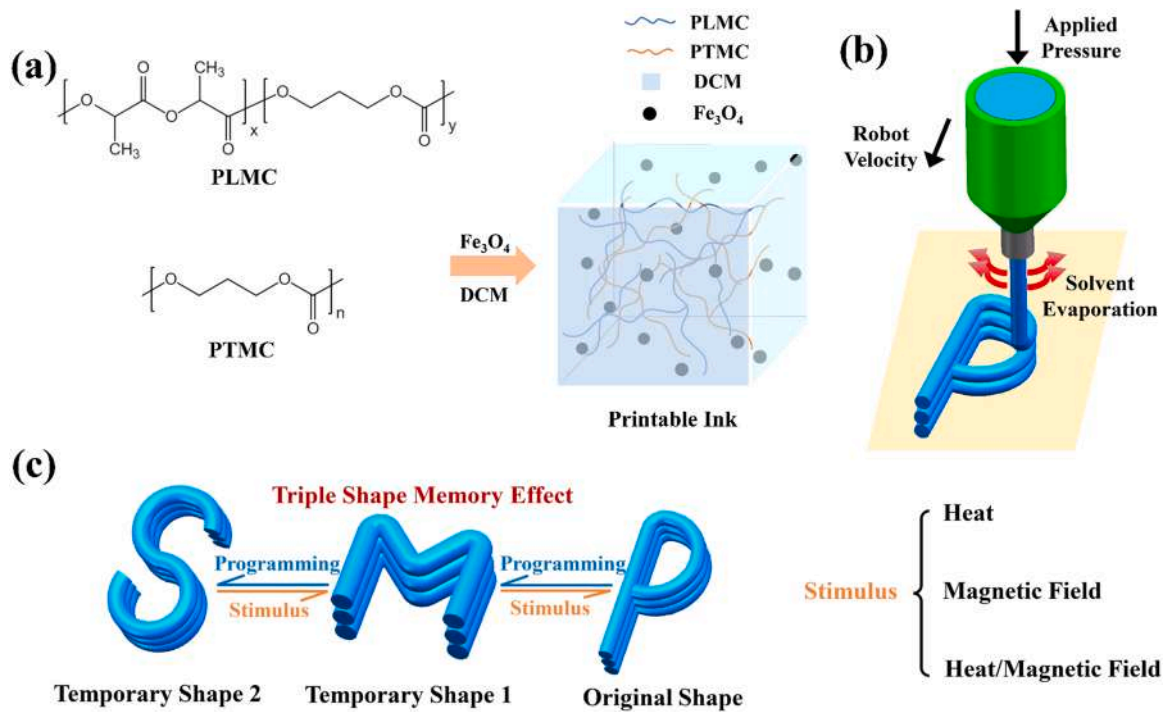 (a)
O
O
CH3
O
O
CH3
O
x
O
O
O
y
PLMC
O
O
O
n
PTMC
Fe3O4
DCM
PLMC
PTMC
DCM
Fe3O4
Printable Ink
(b)
Applied
Pressure
Robot
Velocity
Solvent
Evaporation
(c)
Triple Shape Memory Effect
Programming
Stimulus
Programming
Stimulus
Temporary Shape 2
Temporary Shape 1
Original Shape
Stimulus
Heat
Magnetic Field
Heat/Magnetic Field